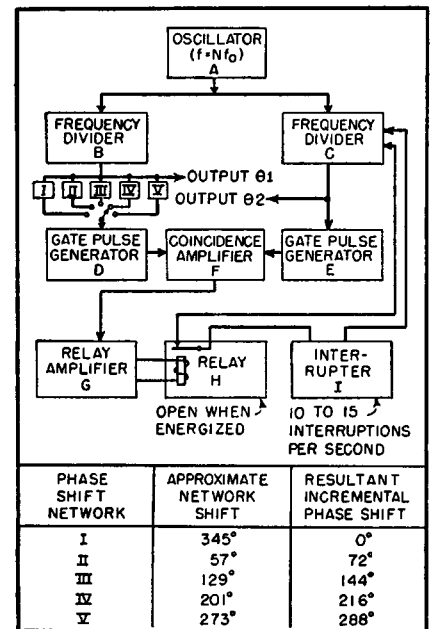 OSCILLATOR
(f=Nf₀)
A
FREQUENCY
DIVIDER
B
FREQUENCY
DIVIDER
C
I II III IV V
OUTPUT θ1
OUTPUT θ2
GATE PULSE
GENERATOR
D
COINCIDENCE
AMPLIFIER
F
GATE PULSE
GENERATOR
E
RELAY
AMPLIFIER
G
RELAY
H
INTER-
RUPTER
I
OPEN WHEN
ENERGIZED
10 TO 15
INTERRUPTIONS
PER SECOND
PHASE
SHIFT
NETWORK
APPROXIMATE
NETWORK
SHIFT
RESULTANT
INCREMENTAL
PHASE SHIFT
I 345° 0°
II 57° 72°
III 129° 144°
IV 201° 216°
V 273° 288°